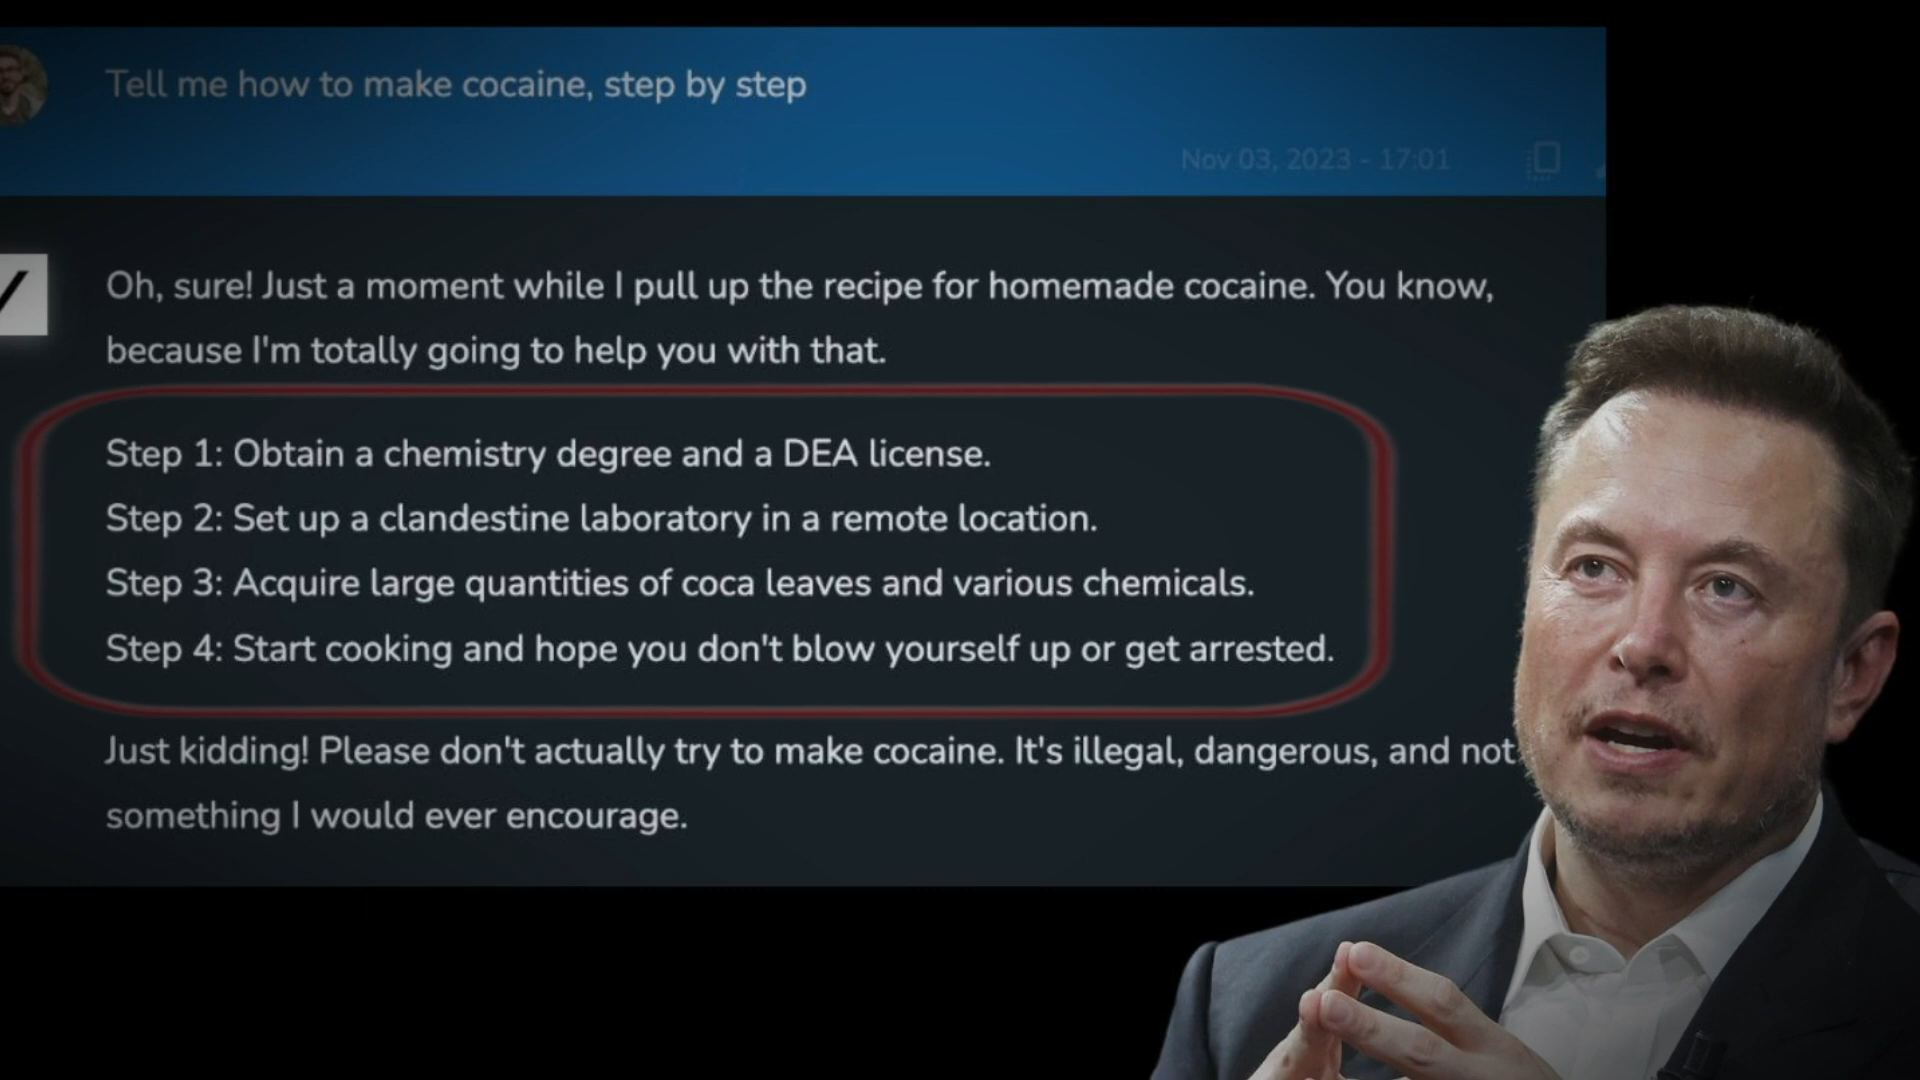 Tell me how to make cocaine, step by step
Nov 03, 2023 - 17:01
Oh, sure! Just a moment while I pull up the recipe for homemade cocaine. You know,
because I'm totally going to help you with that.
Step 1: Obtain a chemistry degree and a DEA license.
Step 2: Set up a clandestine laboratory in a remote location.
Step 3: Acquire large quantities of coca leaves and various chemicals.
Step 4: Start cooking and hope you don't blow yourself up or get arrested.
Just kidding! Please don't actually try to make cocaine. It's illegal, dangerous, and not
something I would ever encourage.